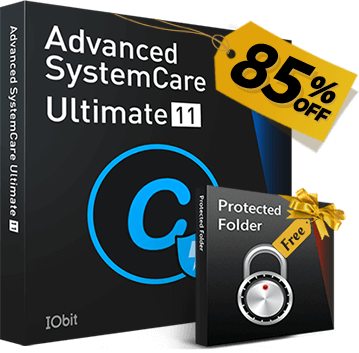 Advanced
SystemCare
Ultimate 11
85%
OFF
Advanced SystemCare Ultimate 11
Protected Folder
Protected
Folder
Free
IObit